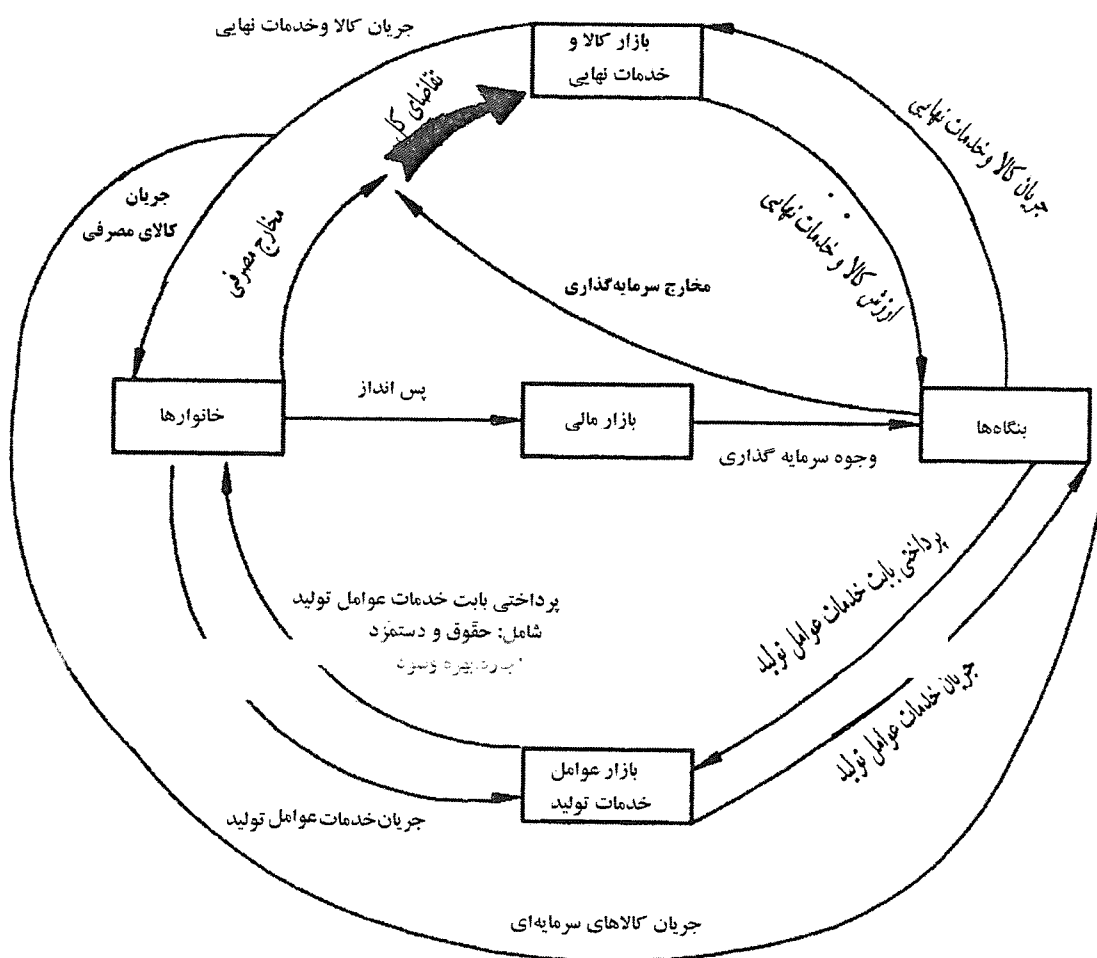 جریان کالا وخدمات نهایی
بازار کالا و
خدمات نهایی
تقاضای کل
جریان کالا و خدمات نهایی
جریان
کالای مصرفی
مخارج مصرفی
ارزش کالا و خدمات نهایی
مخارج سرمایه‌گذاری
خانوارها
پس انداز
بازار مالی
وجوه سرمایه گذاری
بنگاه‌ها
پرداختی بابت خدمات عوامل تولید
شامل: حقوق و دستمزد
بهره وسود
پرداختی بابت خدمات عوامل تولید
جریان خدمات عوامل تولید
بازار عوامل
خدمات تولید
جریان‌خدمات‌عوامل تولید
جریان کالاهای سرمایه‌ای